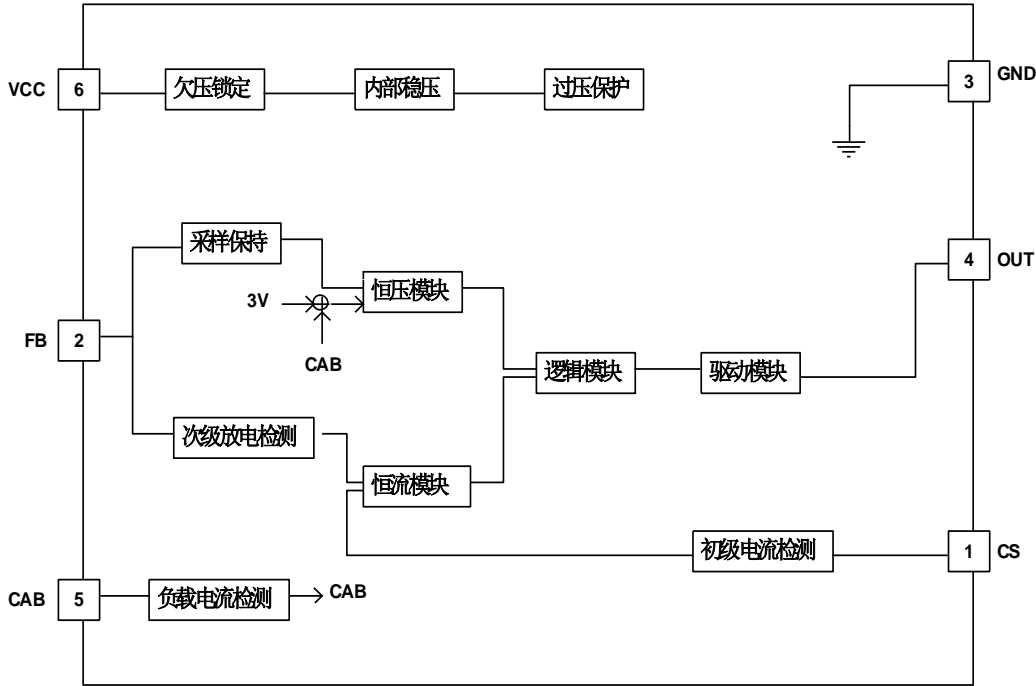 VCC
6
欠压锁定
内部稳压
过压保护
3
GND
采样保持
4
OUT
3V
恒压模块
FB
2
CAB
逻辑模块
驱动模块
次级放电检测
恒流模块
初级电流检测
1
CS
CAB
5
负载电流检测
CAB